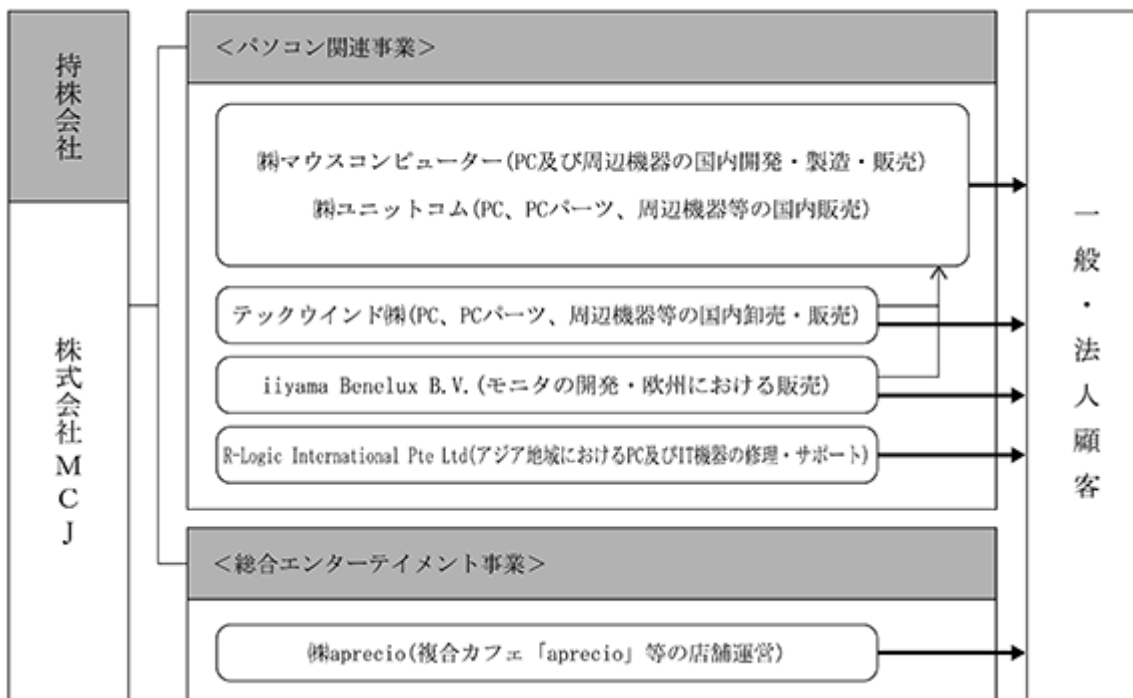 持株会社
株式会社MCJ
＜パソコン関連事業＞
㈱マウスコンピューター(PC及び周辺機器の国内開発・製造・販売)
㈱ユニットコム(PC、PCパーツ、周辺機器等の国内販売)
テックウインド㈱(PC、PCパーツ、周辺機器等の国内卸売・販売)
iiyama Benelux B.V.(モニタの開発・欧州における販売)
R-Logic International Pte Ltd(アジア地域におけるPC及びIT機器の修理・サポート)
＜総合エンターテイメント事業＞
㈱aprecio(複合カフェ「aprecio」等の店舗運営)
一般・法人顧客